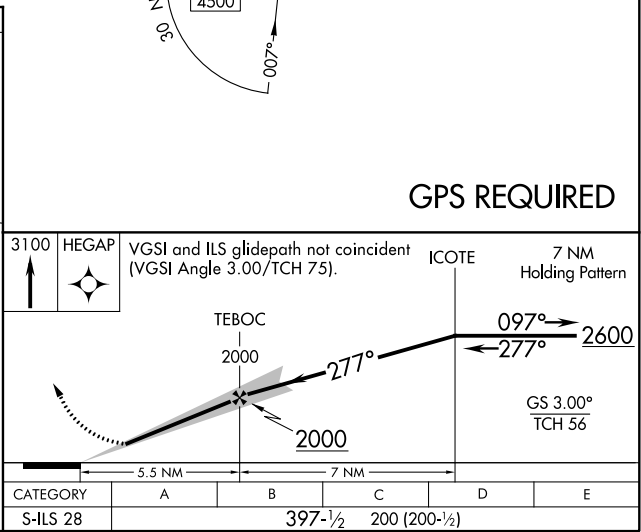 4500
30 N
007°
GPS REQUIRED
3100
HEGAP
VGSI and ILS glidepath not coincident
(VGSI Angle 3.00/TCH 75).
ICOTE
7 NM
Holding Pattern
TEBOC
2000
097°
277°
2600
277°
GS 3.00°
TCH 56
2000
5.5 NM
7 NM
CATEGORY A B C D E
S-ILS 28 397-½ 200 (200-½)